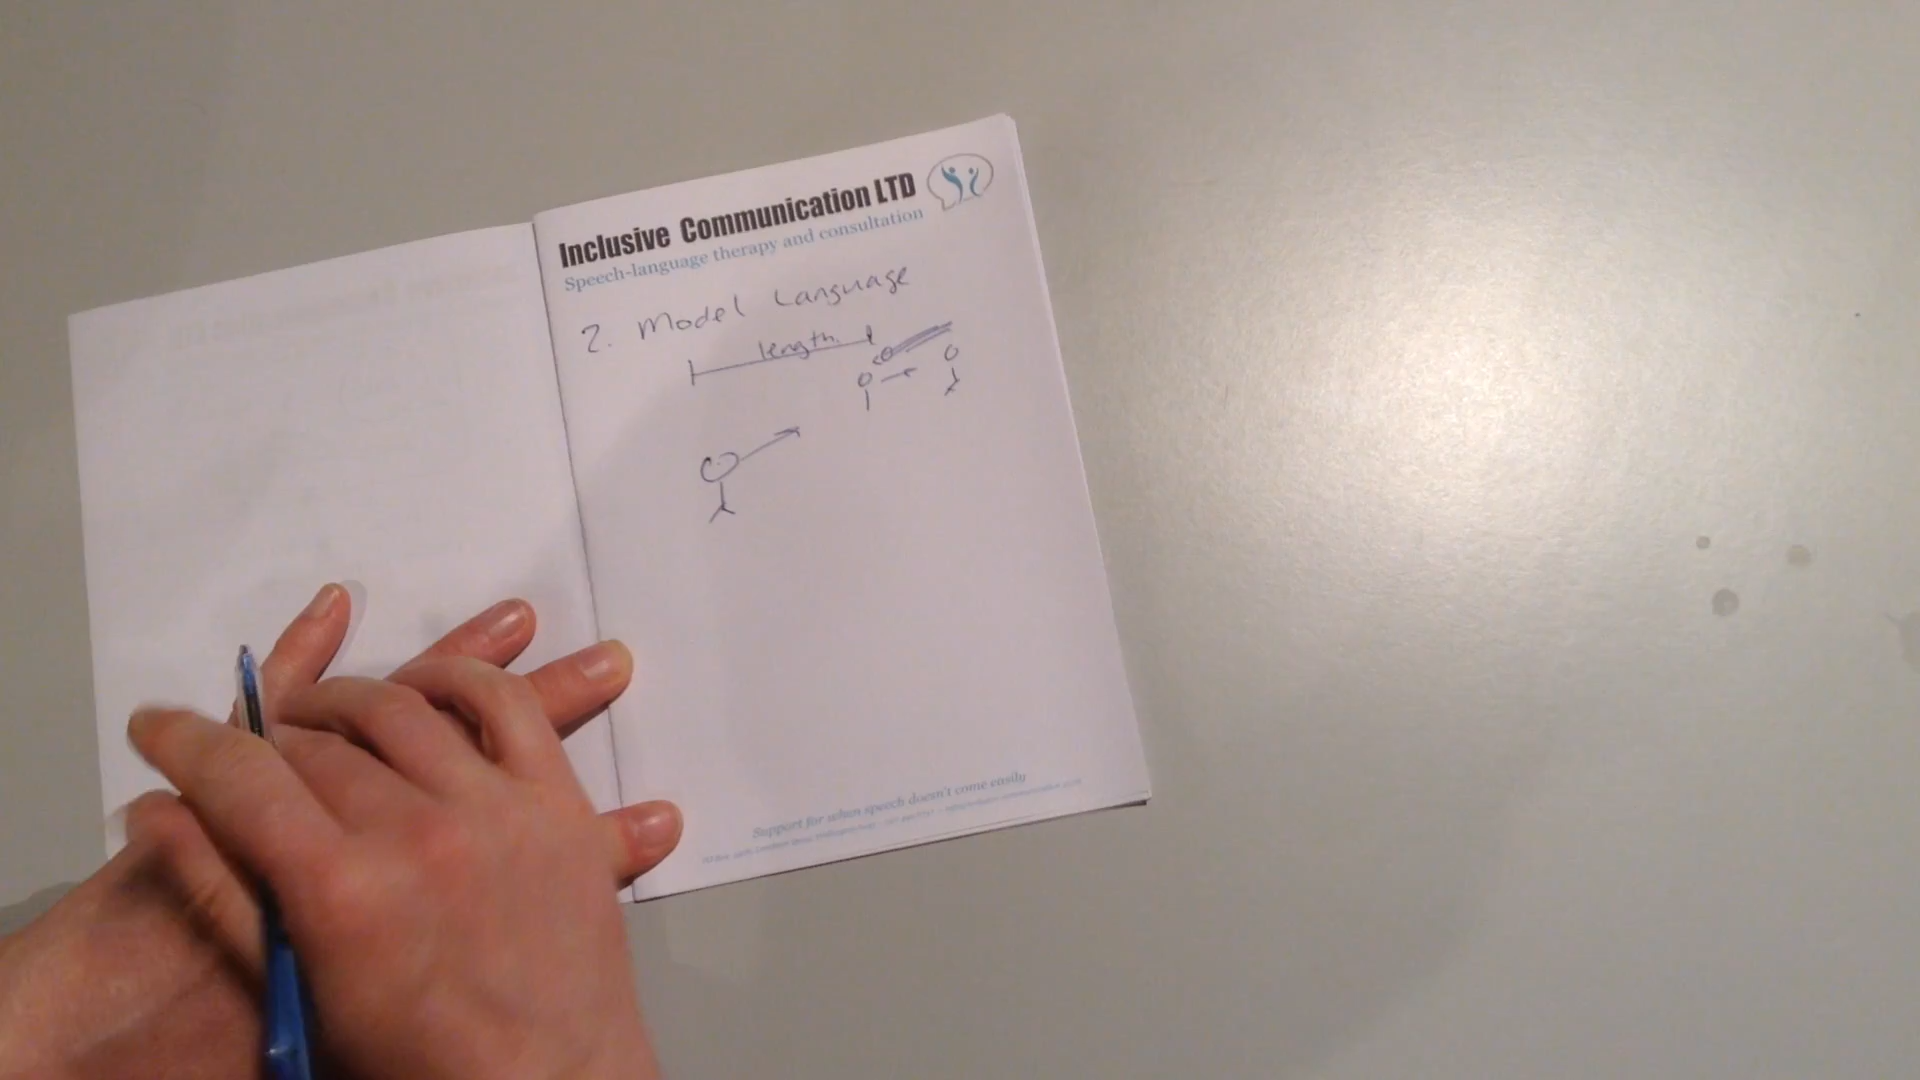 Inclusive Communication LTD
Speech-language therapy and consultation
2. Model Language
length.
Support for when speech doesn't come easily